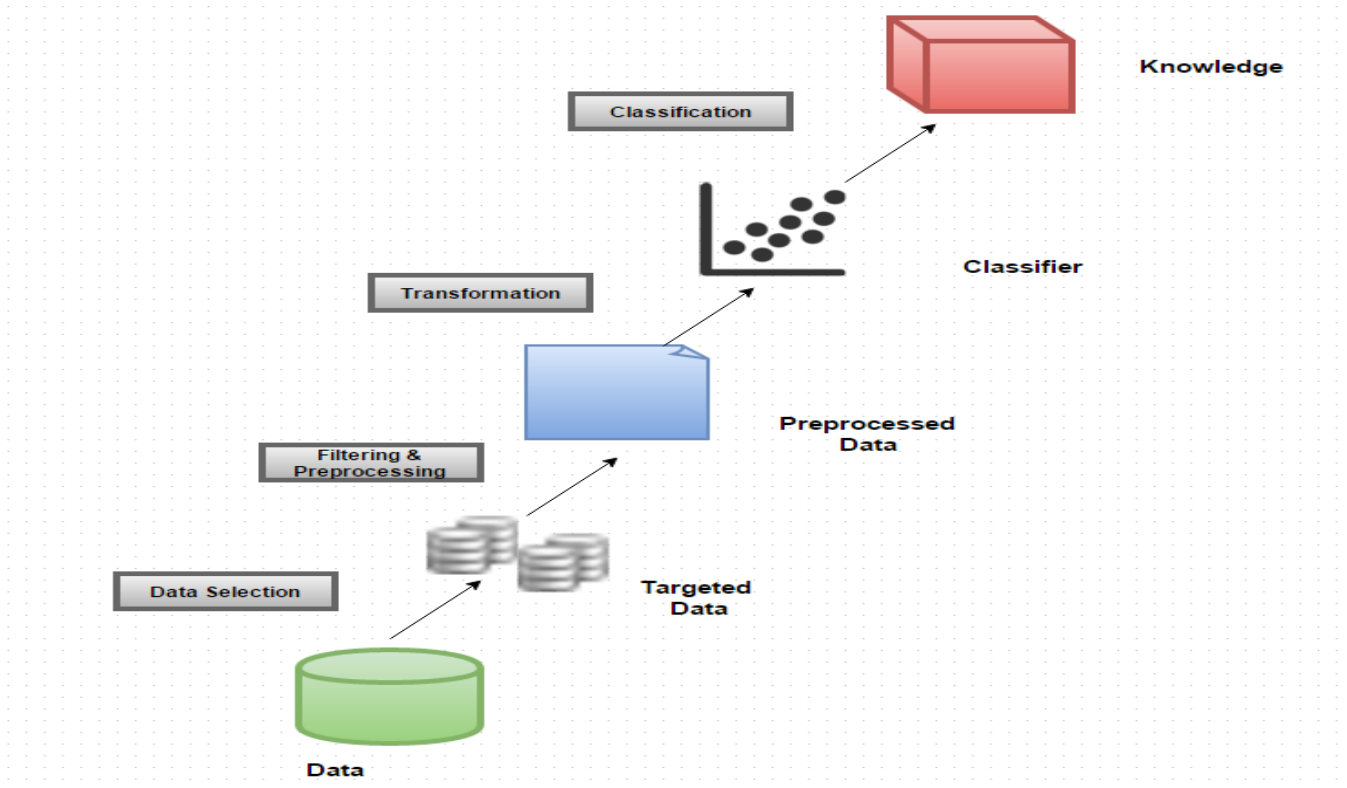 Knowledge
Classification
Classifier
Transformation
Preprocessed
Data
Filtering &
Preprocessing
Data Selection
Targeted
Data
Data